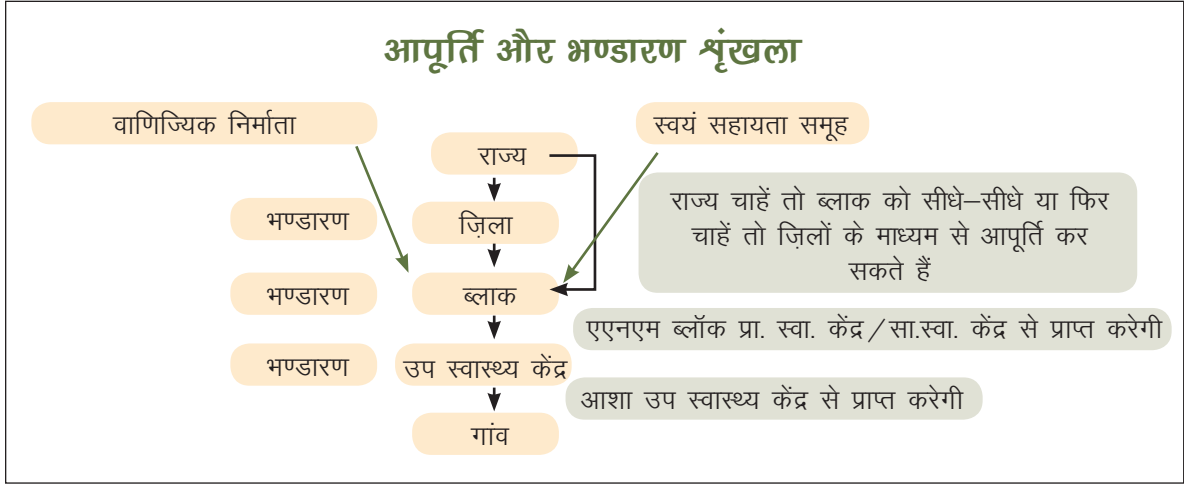 आपूर्ति और भण्डारण श्रृंखला
वाणिज्यिक निर्माता
स्वयं सहायता समूह
राज्य
राज्य चाहें तो ब्लाक को सीधे–सीधे या फिर
चाहें तो ज़िलों के माध्यम से आपूर्ति कर
सकते हैं
भण्डारण
ज़िला
भण्डारण
ब्लाक
एएनएम ब्लॉक प्रा. स्वा. केंद्र/सा.स्वा. केंद्र से प्राप्त करेगी
भण्डारण
उप स्वास्थ्य केंद्र
आशा उप स्वास्थ्य केंद्र से प्राप्त करेगी
गांव